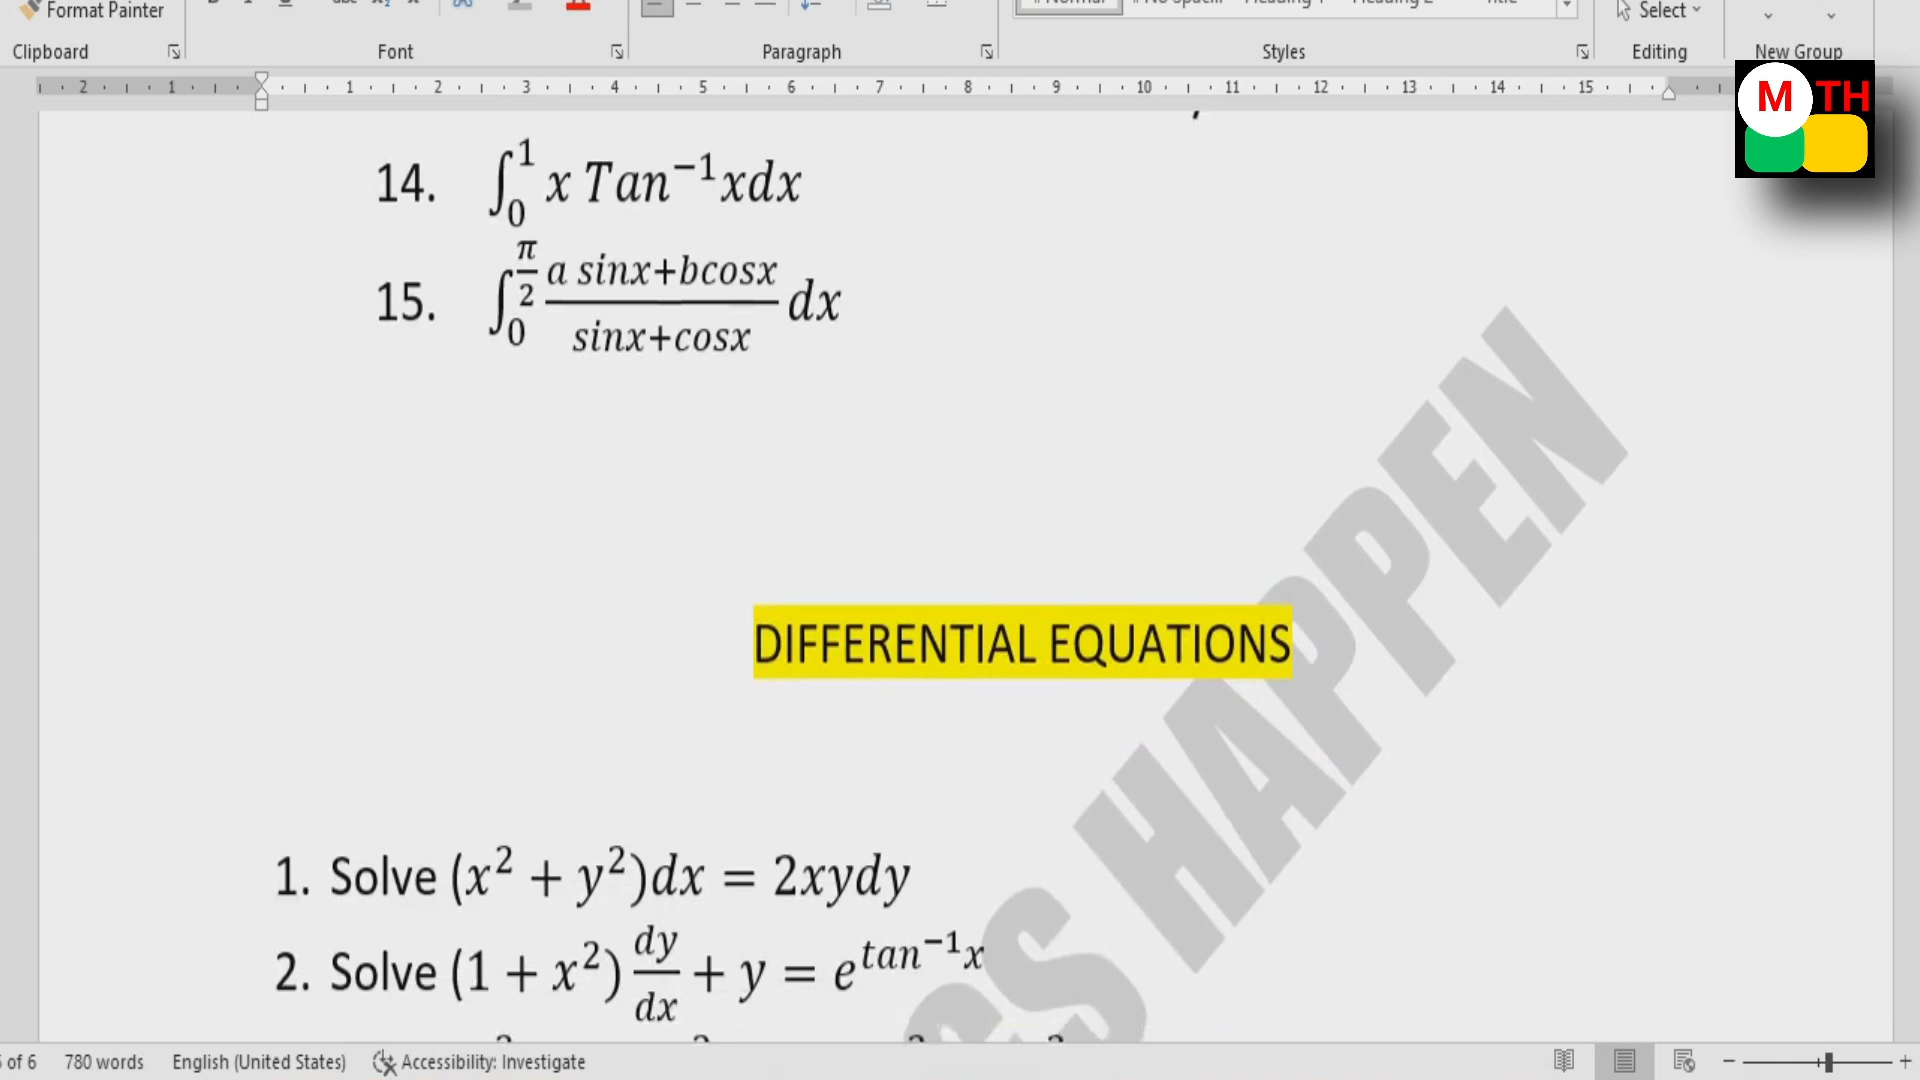 Format Painter
Select
Clipboard
Font
Paragraph
Styles
Editing
New Group
2 1 1 2 3 4 5 6 7 8 9 10 11 12 13 14 15
M TH
14. ∫₀¹ x Tan⁻¹xdx
15. ∫₀^(π/2) (a sinx+bcosx)/(sinx+cosx) dx
DIFFERENTIAL EQUATIONS
1. Solve (x² + y²)dx = 2xydy
2. Solve (1 + x²) dy/dx + y = e^(tan⁻¹x)
HAPPEN
of 6 780 words English (United States) Accessibility: Investigate